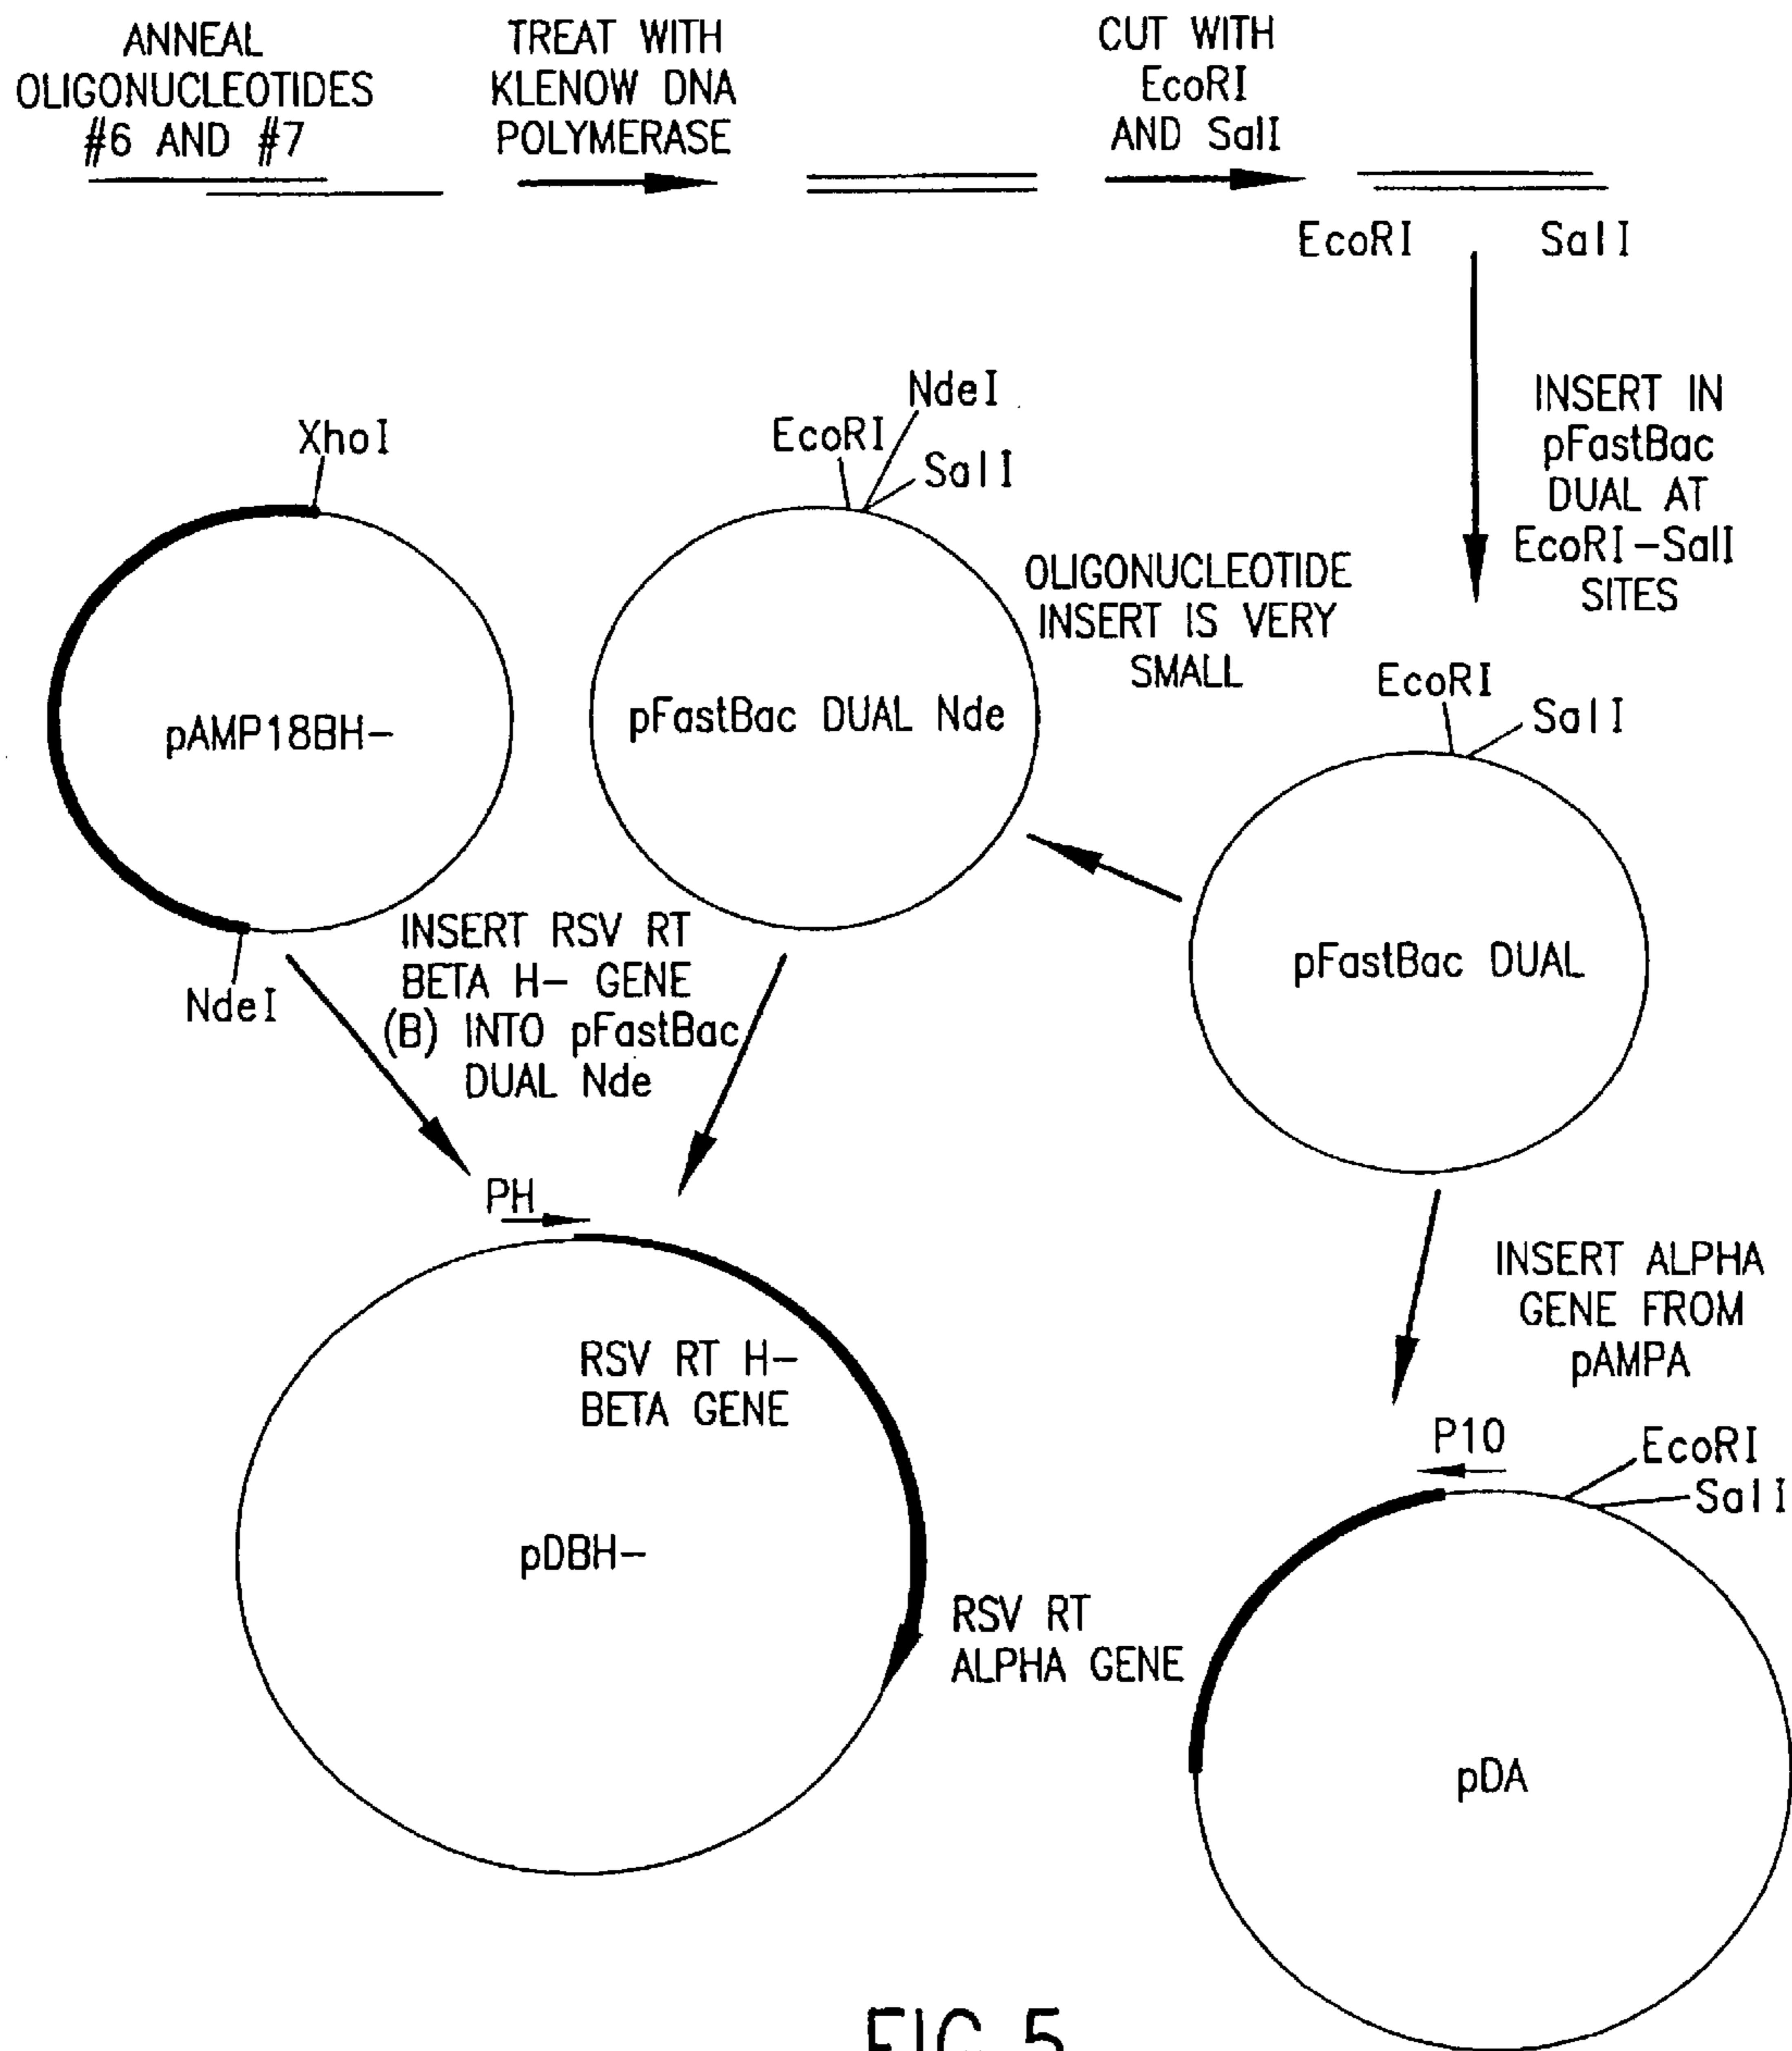 ANNEAL
OLIGONUCLEOTIDES
#6 AND #7
TREAT WITH
KLENOW DNA
POLYMERASE
CUT WITH
EcoRI
AND SalI
EcoRI
SalI
INSERT IN
pFastBac
DUAL AT
EcoRI-SalI
SITES
XhoI
pAMP18BH-
NdeI
EcoRI
NdeI
SalI
pFastBac DUAL Nde
OLIGONUCLEOTIDE
INSERT IS VERY
SMALL
EcoRI
SalI
pFastBac DUAL
INSERT RSV RT
BETA H- GENE
(B) INTO pFastBac
DUAL Nde
PH
RSV RT H-
BETA GENE
pDBH-
INSERT ALPHA
GENE FROM
pAMPA
P10
EcoRI
SalI
RSV RT
ALPHA GENE
pDA
FIG.5